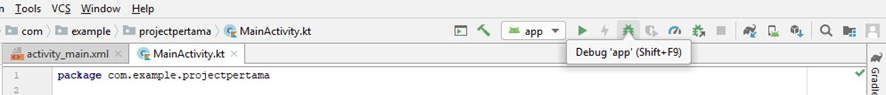 Tools VCS Window Help
com example projectpertama MainActivity.kt app
Debug 'app' (Shift+F9)
activity_main.xml MainActivity.kt
1 package com.example.projectpertama
2
Gradle